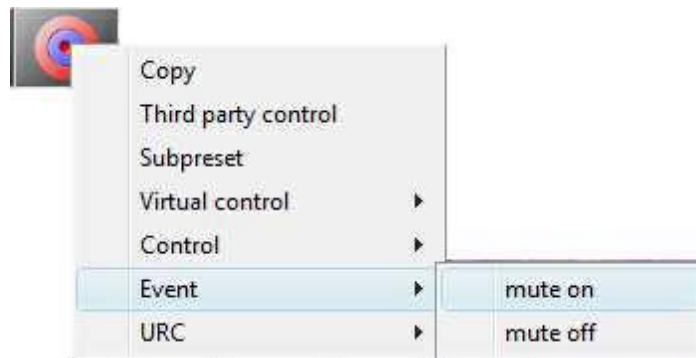 Copy
Third party control
Subpreset
Virtual control
Control
Event
mute on
URC
mute off